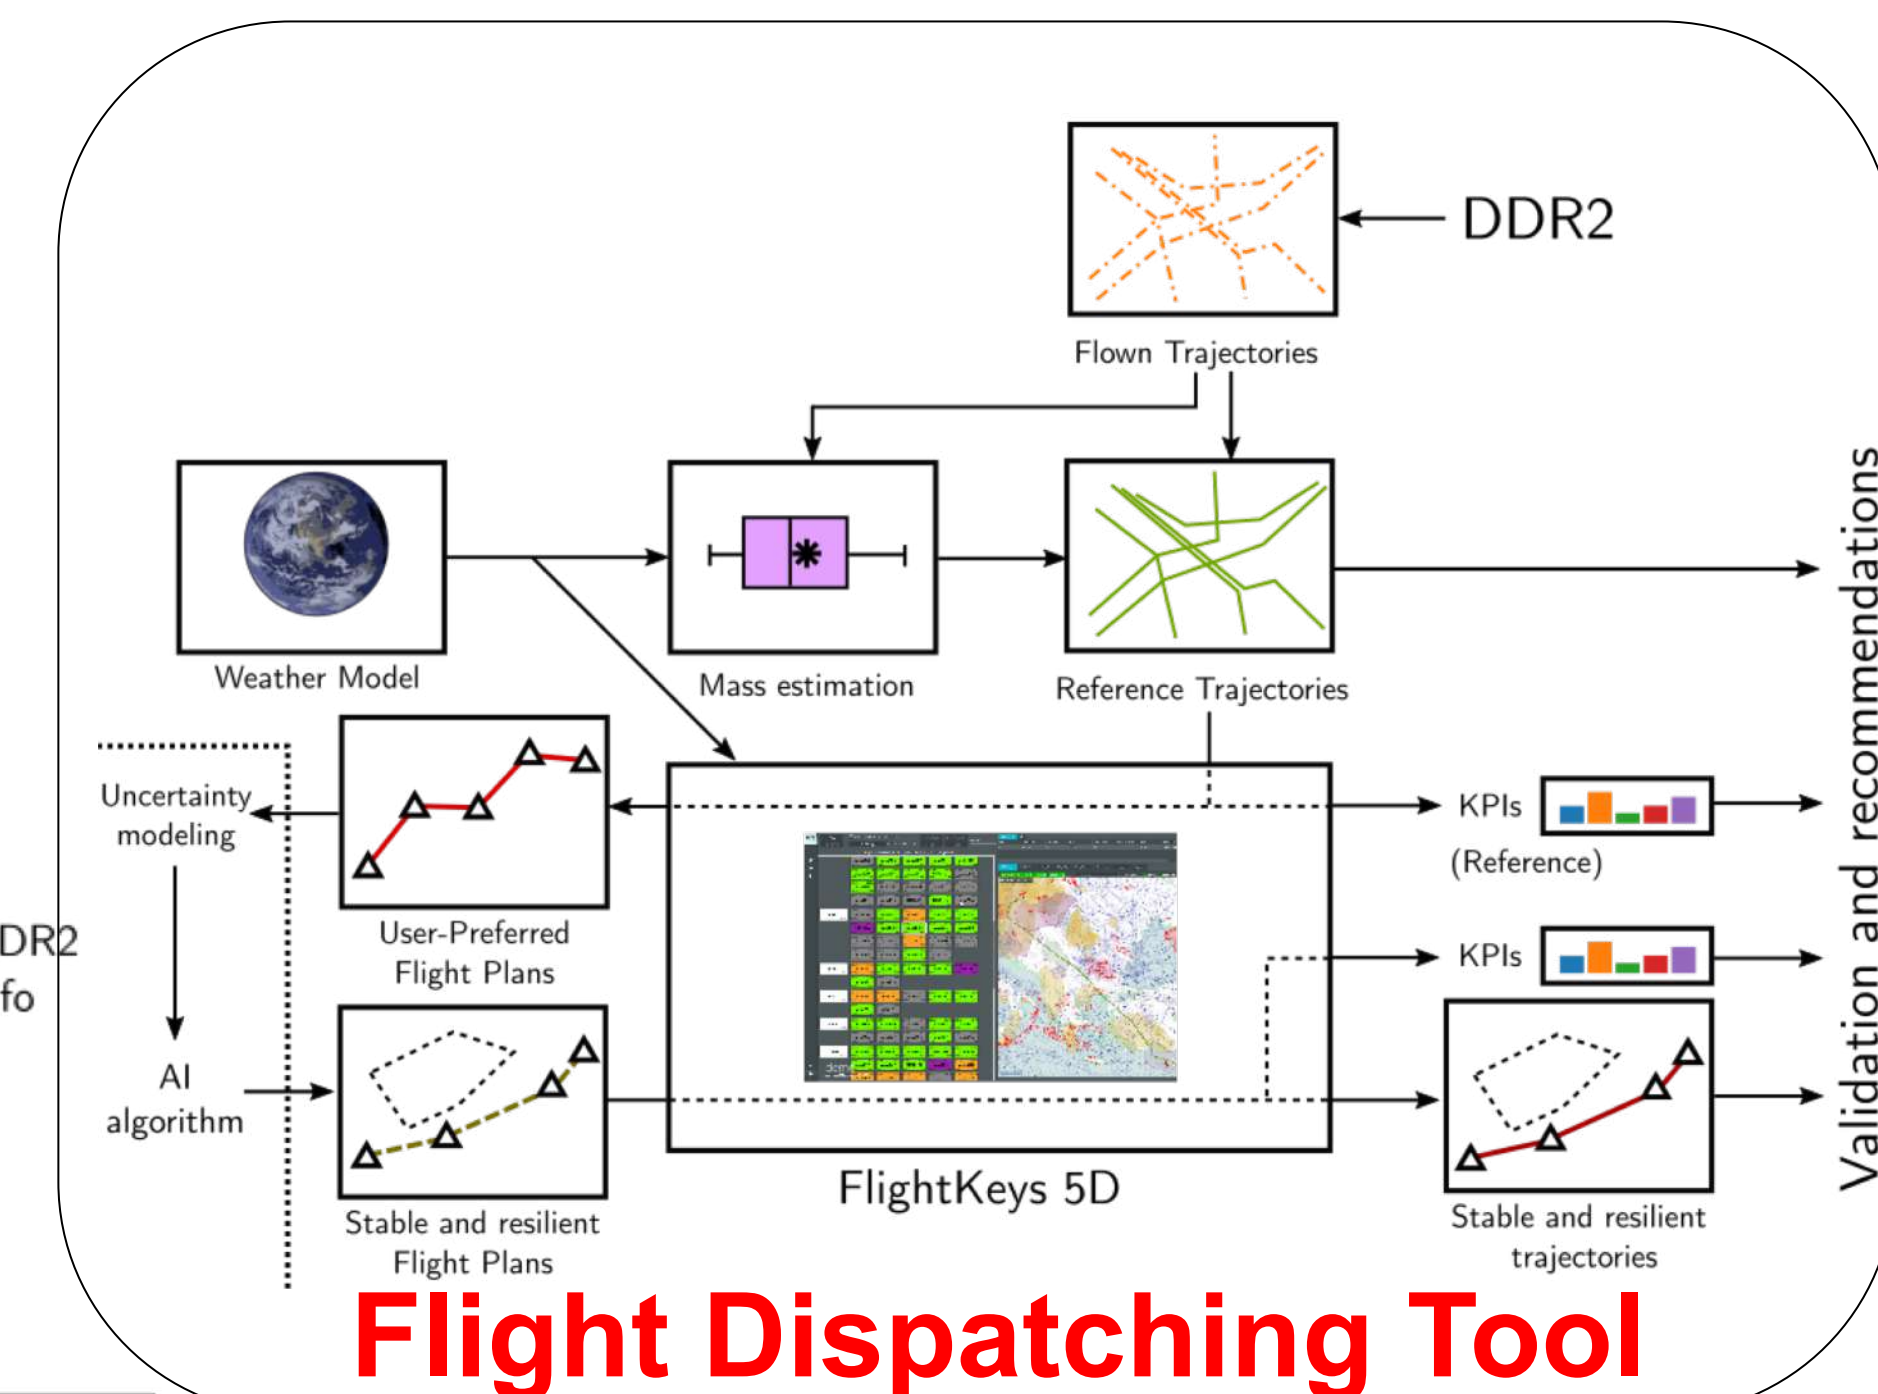 DDR2
Flown Trajectories
Weather Model
Mass estimation
Reference Trajectories
Uncertainty
modeling
User-Preferred
Flight Plans
KPIs
(Reference)
KPIs
DR2
fo
AI
algorithm
Stable and resilient
Flight Plans
FlightKeys 5D
Stable and resilient
trajectories
Validation and recommendations
Flight Dispatching Tool